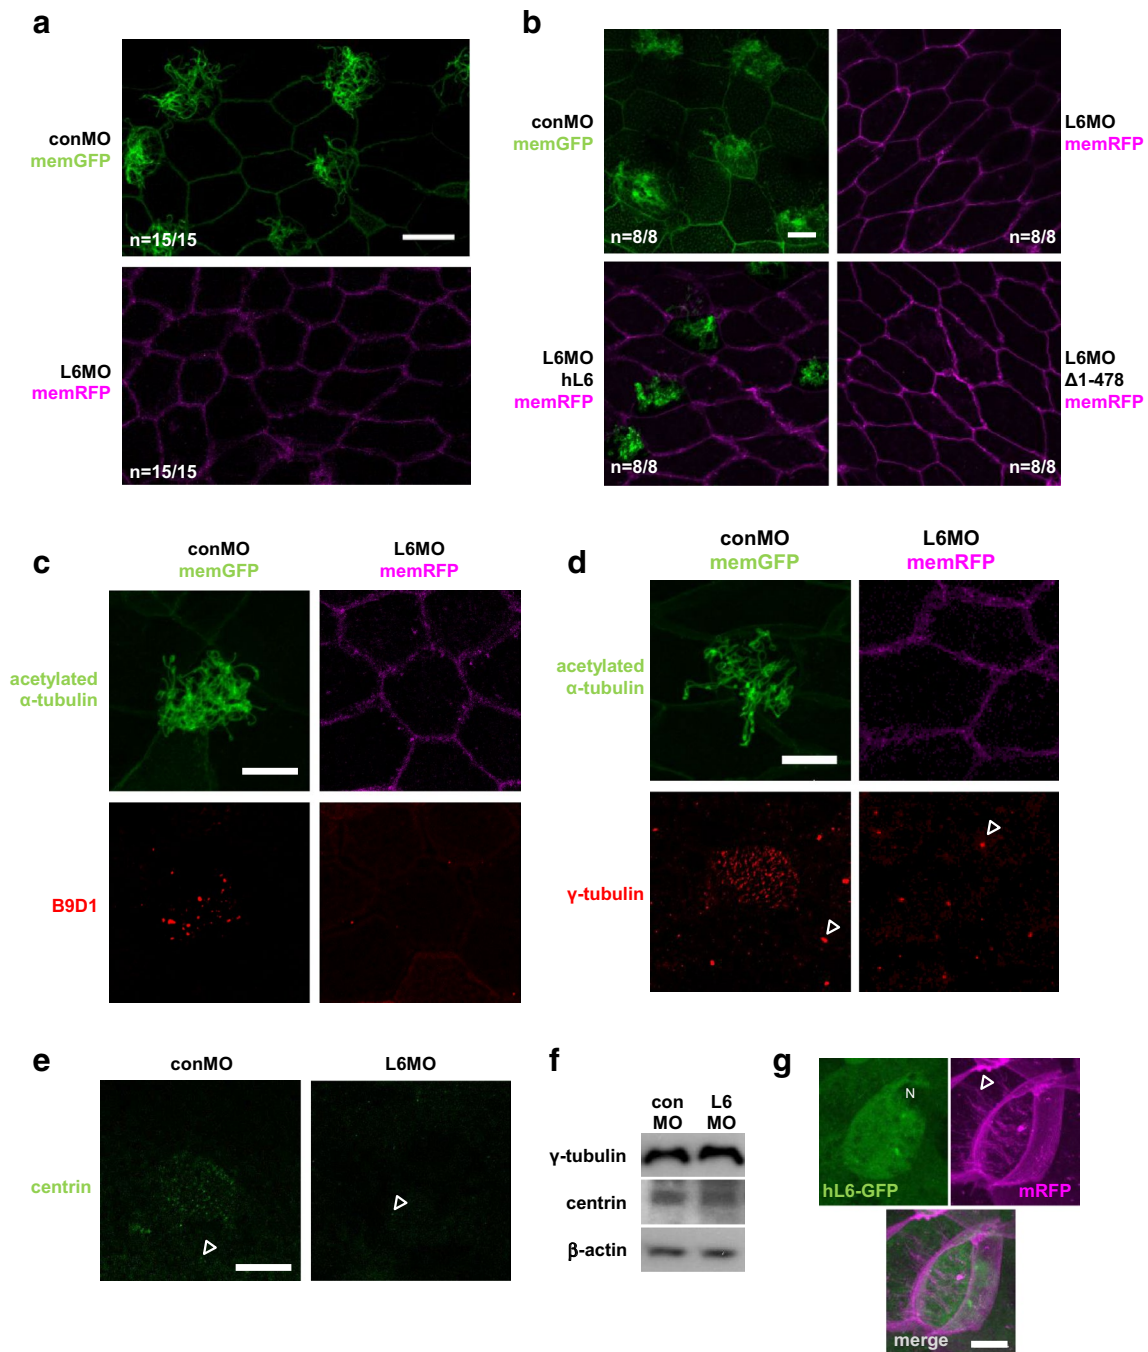 a
conMO
memGFP
n=15/15
L6MO
memRFP
n=15/15
b
conMO
memGFP
n=8/8
L6MO
memRFP
n=8/8
L6MO
hL6
memRFP
n=8/8
L6MO
Δ1-478
memRFP
n=8/8
c
conMO
memGFP
L6MO
memRFP
acetylated
α-tubulin
B9D1
d
conMO
memGFP
L6MO
memRFP
acetylated
α-tubulin
γ-tubulin
e
conMO
L6MO
centrin
f
con
MO
L6
MO
γ-tubulin
centrin
β-actin
g
N
hL6-GFP
mRFP
merge